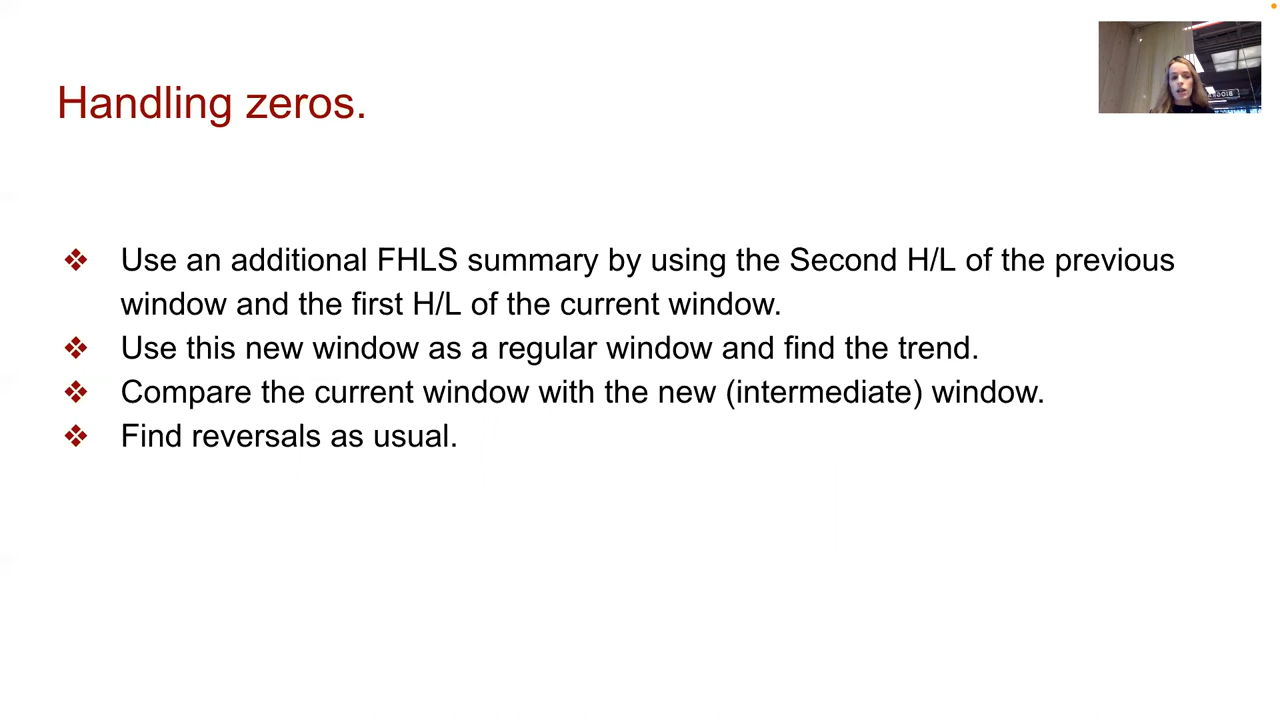 Handling zeros.
❖ Use an additional FHLS summary by using the Second H/L of the previous
window and the first H/L of the current window.
❖ Use this new window as a regular window and find the trend.
❖ Compare the current window with the new (intermediate) window.
❖ Find reversals as usual.